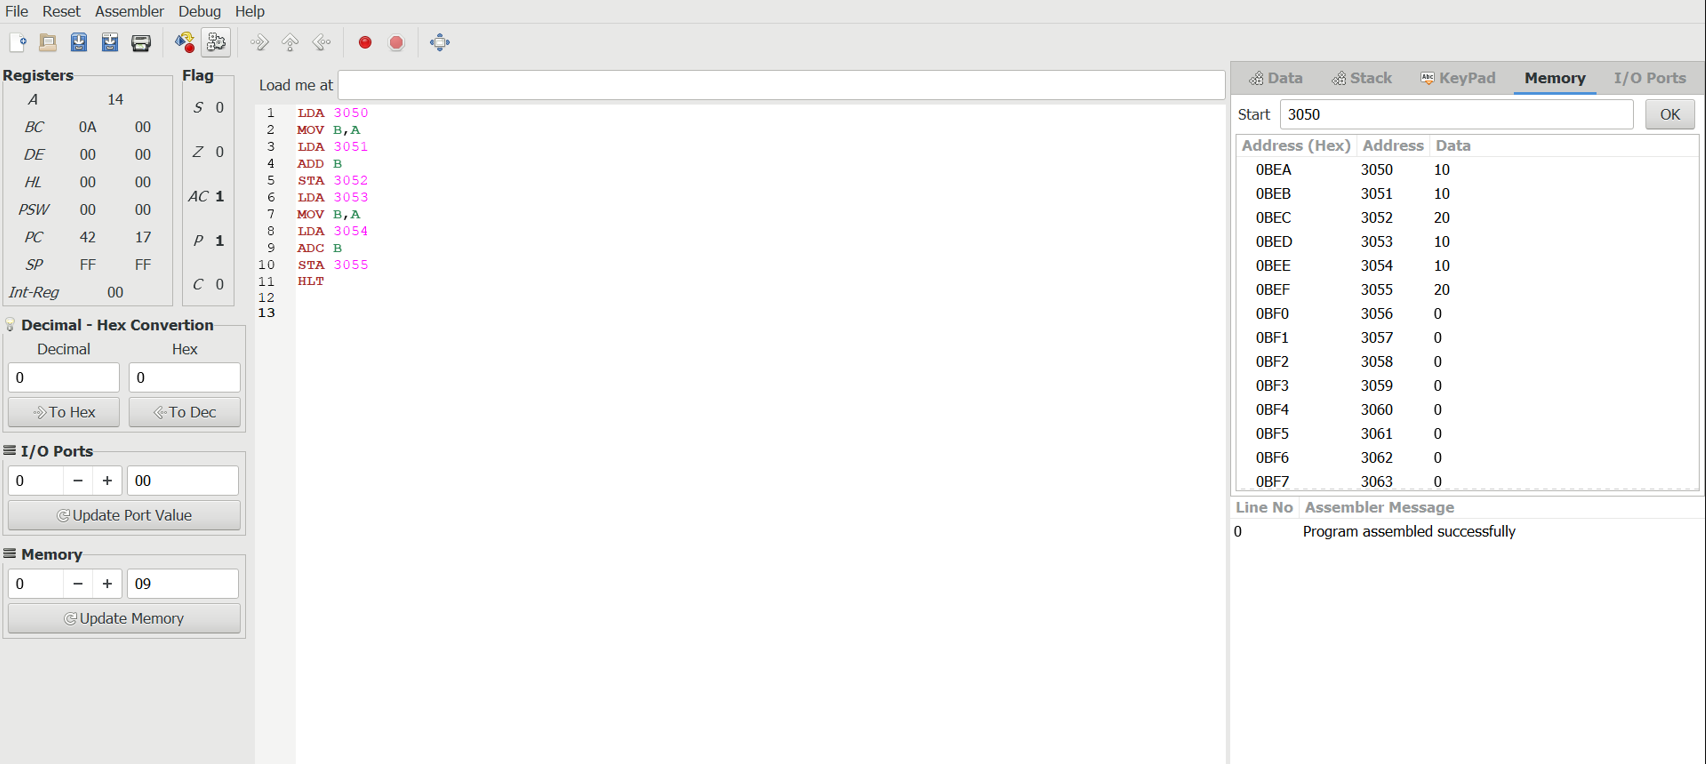 File Reset Assembler Debug Help
Registers
A 14
BC 0A 00
DE 00 00
HL 00 00
PSW 00 00
PC 42 17
SP FF FF
Int-Reg 00
Flag
S 0
Z 0
AC 1
P 1
C 0
Decimal - Hex Convertion
Decimal Hex
0 0
To Hex To Dec
I/O Ports
0 − + 00
Update Port Value
Memory
0 − + 09
Update Memory
Load me at
1 LDA 3050
2 MOV B,A
3 LDA 3051
4 ADD B
5 STA 3052
6 LDA 3053
7 MOV B,A
8 LDA 3054
9 ADC B
10 STA 3055
11 HLT
12
13
Data Stack Abc KeyPad Memory I/O Ports
Start 3050 OK
Address (Hex) Address Data
0BEA 3050 10
0BEB 3051 10
0BEC 3052 20
0BED 3053 10
0BEE 3054 10
0BEF 3055 20
0BF0 3056 0
0BF1 3057 0
0BF2 3058 0
0BF3 3059 0
0BF4 3060 0
0BF5 3061 0
0BF6 3062 0
0BF7 3063 0
Line No Assembler Message
0 Program assembled successfully